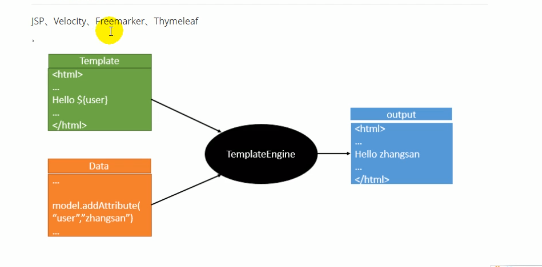 JSP、Velocity、Freemarker、Thymeleaf
。
Template
<html>
...
Hello ${user}
...
</html>
Data
...
model.addAttribute(
“user”,”zhangsan”)
...
TemplateEngine
output
<html>
...
Hello zhangsan
...
</html>